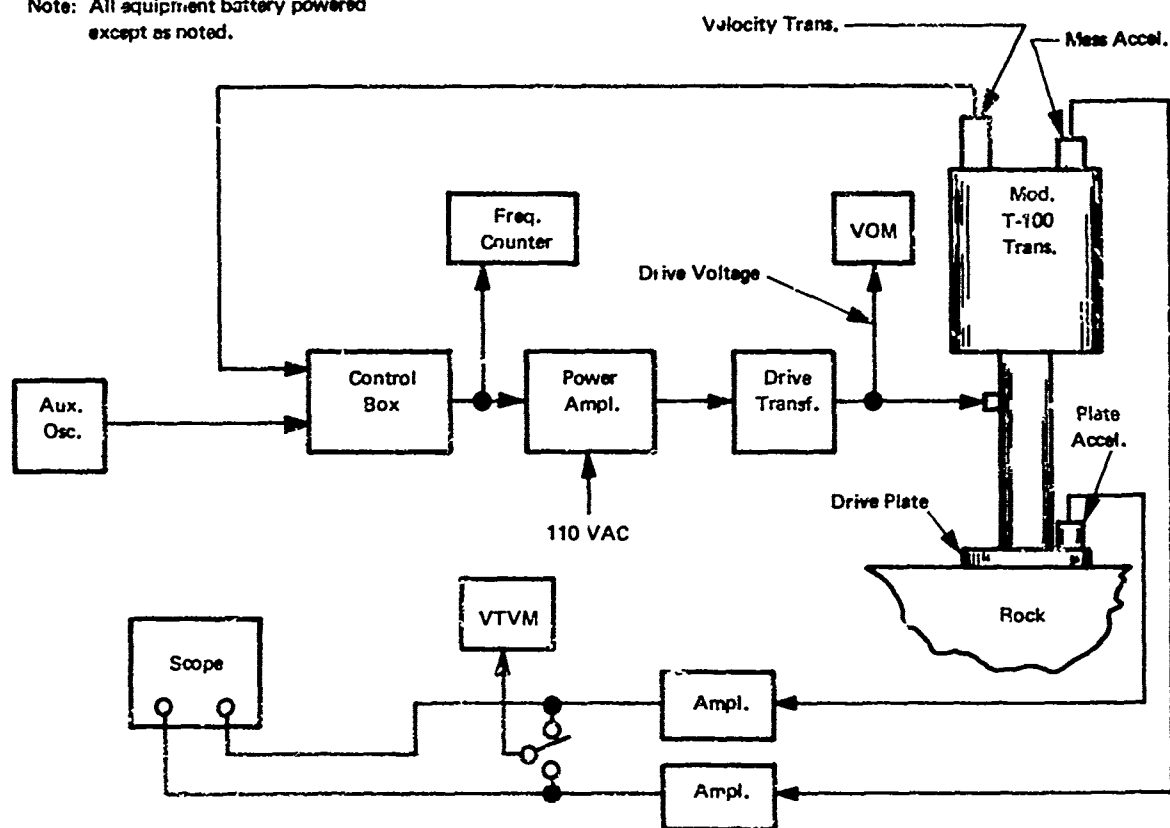 Note: All equipment battery powered
except as noted.
Velocity Trans.
Mass Accel.
Freq.
Counter
VOM
Mod.
T-100
Trans.
Drive Voltage
Aux.
Osc.
Control
Box
Power
Ampl.
Drive
Transf.
Plate
Accel.
110 VAC
Drive Plate
Rock
VTVM
Scope
Ampl.
Ampl.